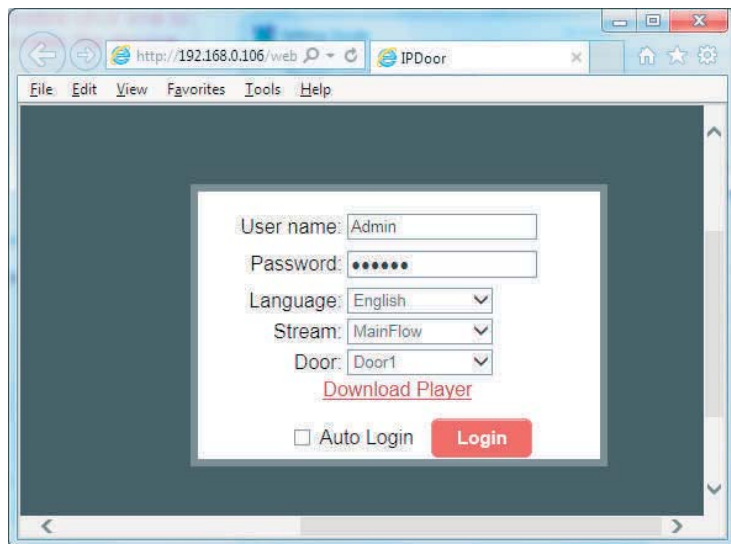 http://192.168.0.106/web
IPDoor
File Edit View Favorites Tools Help
User name: Admin
Password: ••••••
Language: English
Stream: MainFlow
Door: Door1
Download Player
Auto Login Login